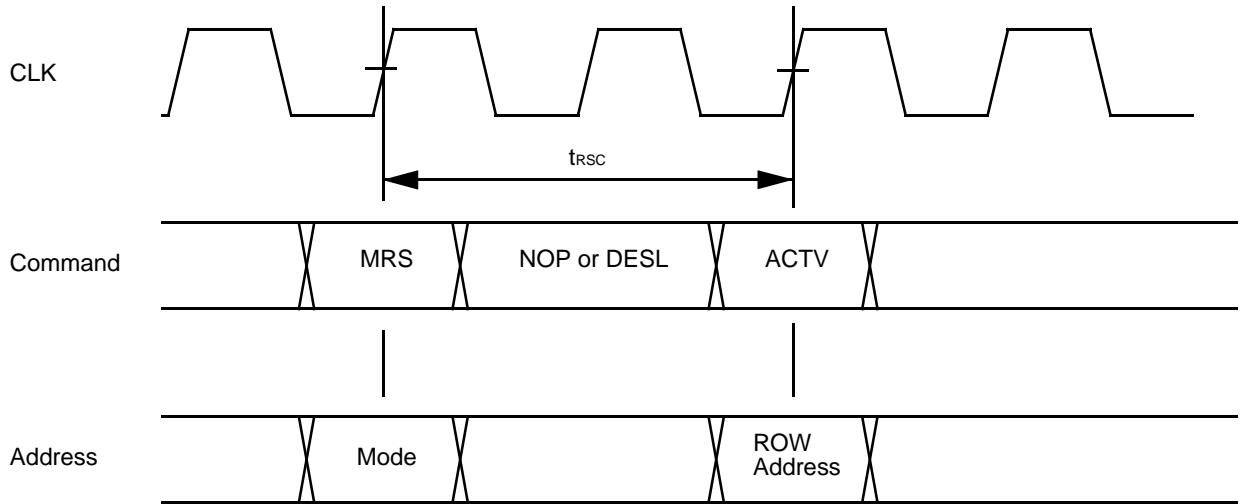 CLK
tRSC
Command
MRS
NOP or DESL
ACTV
Address
Mode
ROW
Address